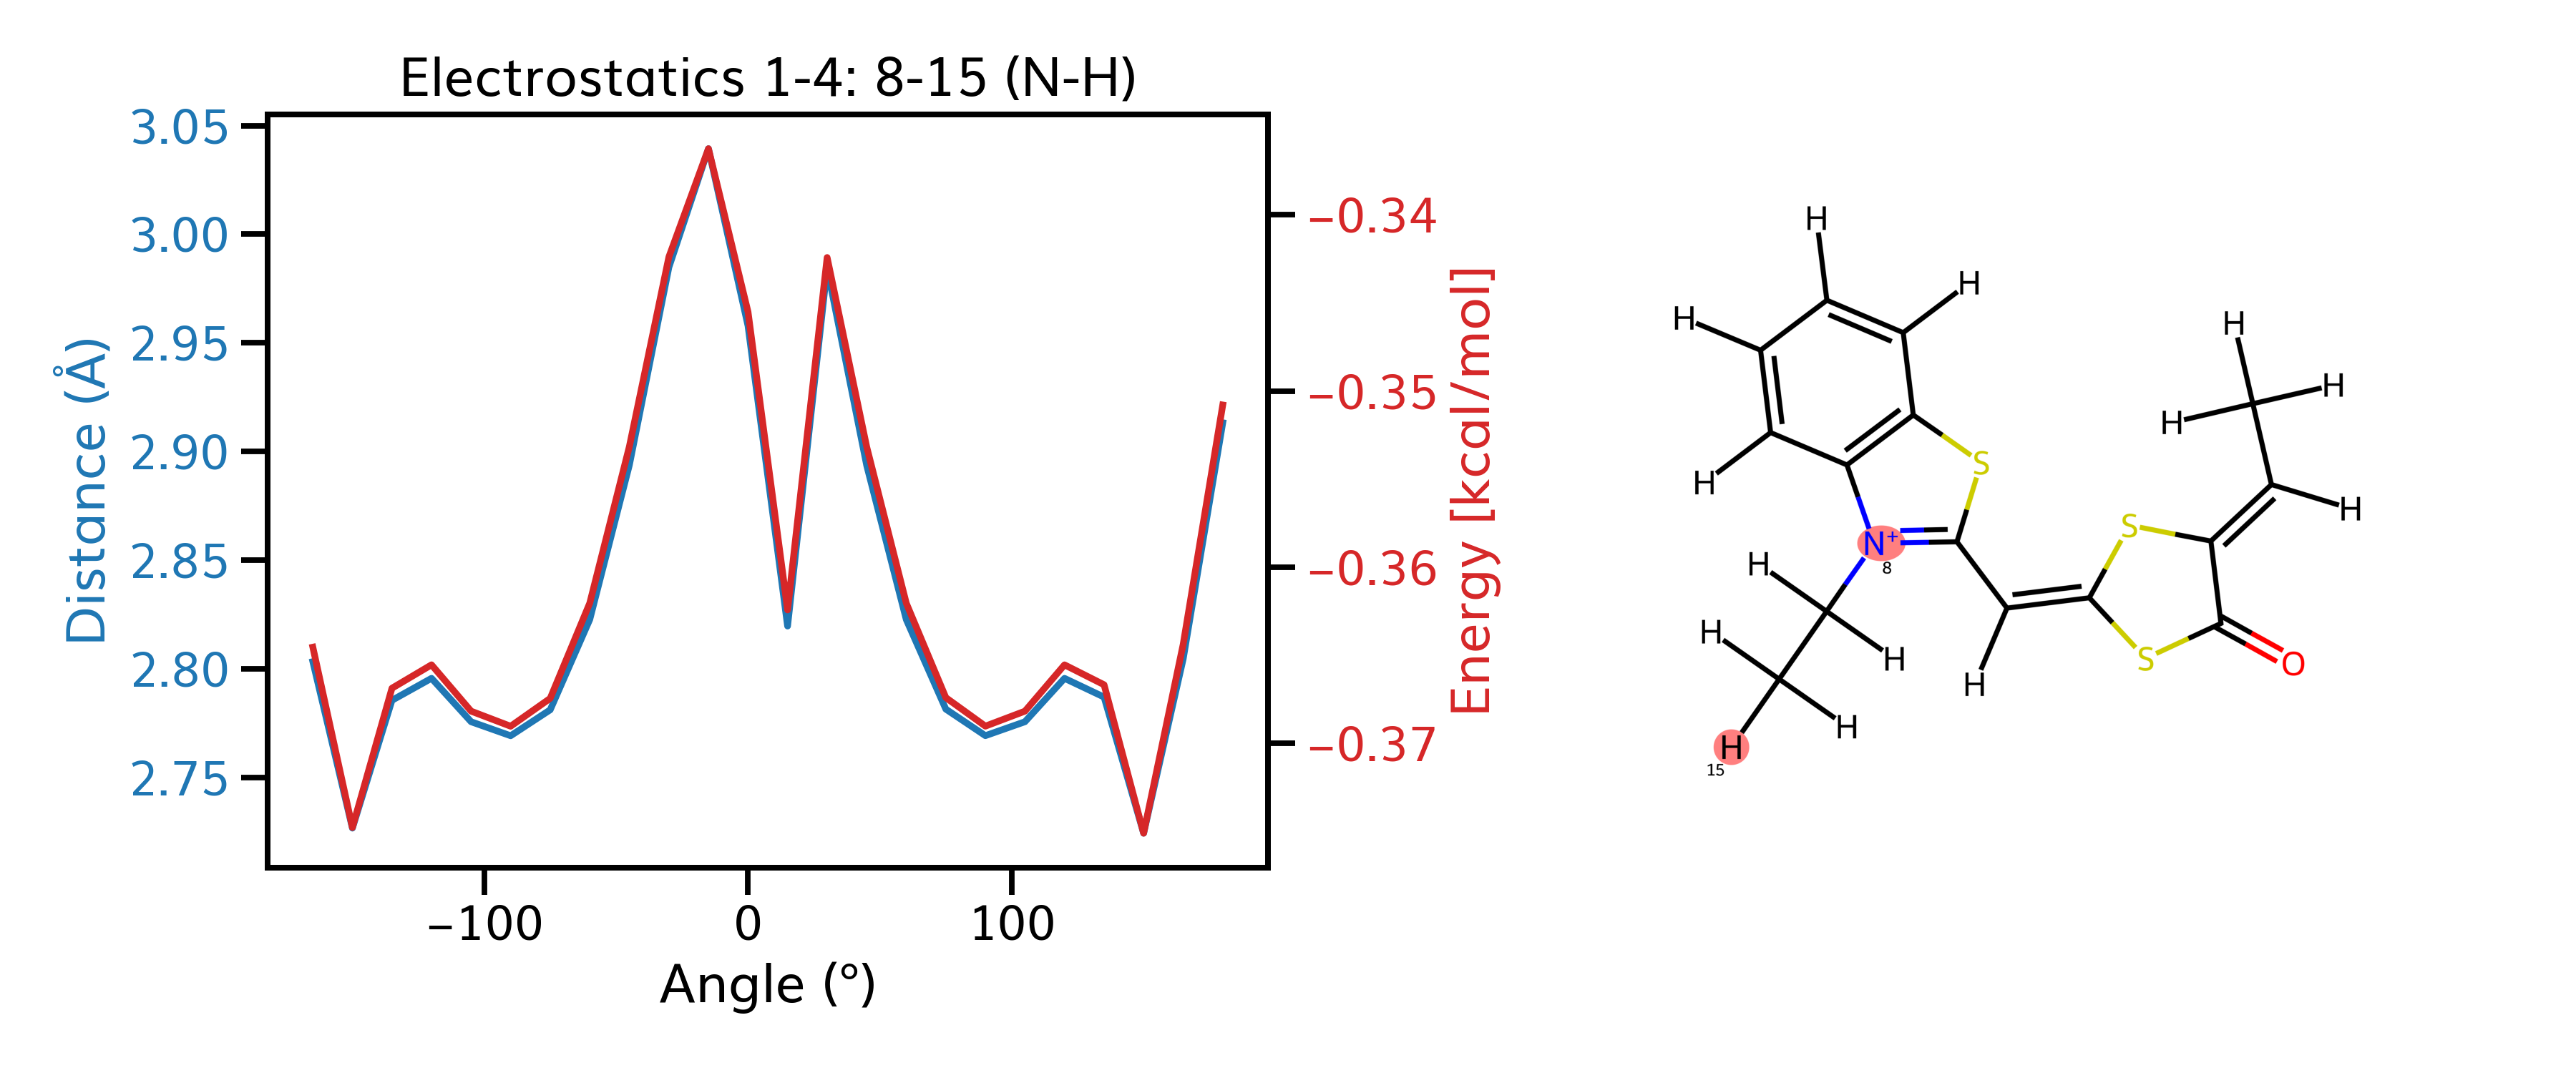 Electrostatics 1-4: 8-15 (N-H)
3.05
3.00
2.95
2.90
2.85
2.80
2.75
Distance (Å)
−0.34
−0.35
−0.36
−0.37
Energy [kcal/mol]
−100
0
100
Angle (°)
H
H
H
H
H
H
S
H
H
S
H
N+
8
H
H
H
S
O
H
H
H
15